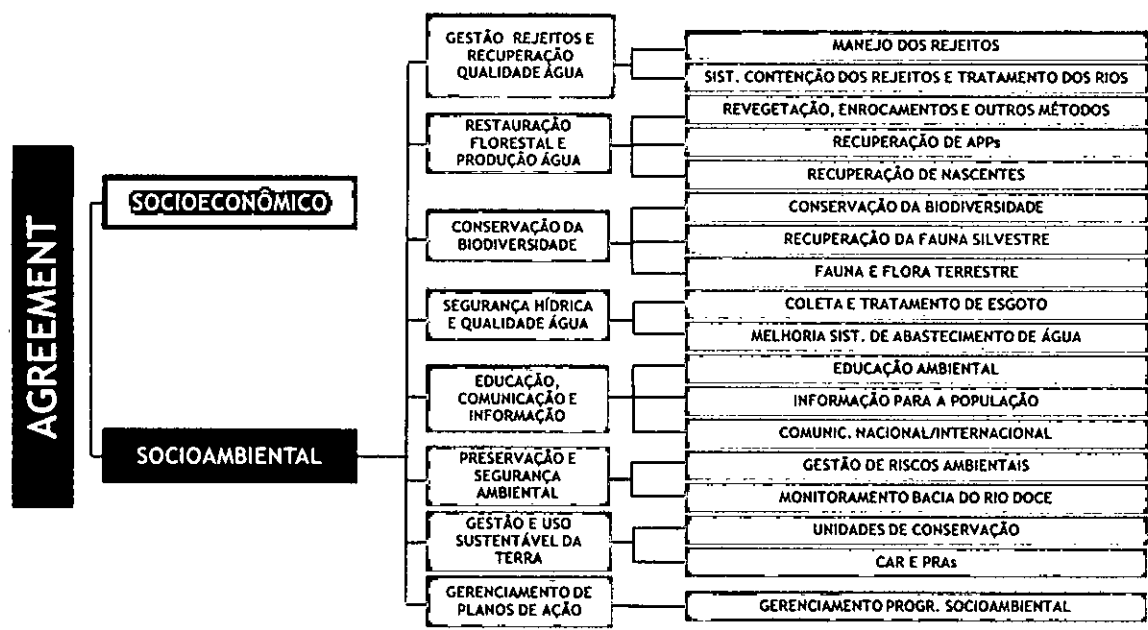 AGREEMENT
SOCIOECONÔMICO
SOCIOAMBIENTAL
GESTÃO REJEITOS E
RECUPERAÇÃO
QUALIDADE ÁGUA
MANEJO DOS REJEITOS
SIST. CONTENÇÃO DOS REJEITOS E TRATAMENTO DOS RIOS
RESTAURAÇÃO
FLORESTAL E
PRODUÇÃO ÁGUA
REVEGETAÇÃO, ENROCAMENTOS E OUTROS MÉTODOS
RECUPERAÇÃO DE APPs
RECUPERAÇÃO DE NASCENTES
CONSERVAÇÃO DA
BIODIVERSIDADE
CONSERVAÇÃO DA BIODIVERSIDADE
RECUPERAÇÃO DA FAUNA SILVESTRE
FAUNA E FLORA TERRESTRE
SEGURANÇA HÍDRICA
E QUALIDADE ÁGUA
COLETA E TRATAMENTO DE ESGOTO
MELHORIA SIST. DE ABASTECIMENTO DE ÁGUA
EDUCAÇÃO,
COMUNICAÇÃO E
INFORMAÇÃO
EDUCAÇÃO AMBIENTAL
INFORMAÇÃO PARA A POPULAÇÃO
COMUNIC. NACIONAL/INTERNACIONAL
PRESERVAÇÃO E
SEGURANÇA
AMBIENTAL
GESTÃO DE RISCOS AMBIENTAIS
MONITORAMENTO BACIA DO RIO DOCE
GESTÃO E USO
SUSTENTÁVEL DA
TERRA
UNIDADES DE CONSERVAÇÃO
CAR E PRAs
GERENCIAMENTO DE
PLANOS DE AÇÃO
GERENCIAMENTO PROGR. SOCIOAMBIENTAL